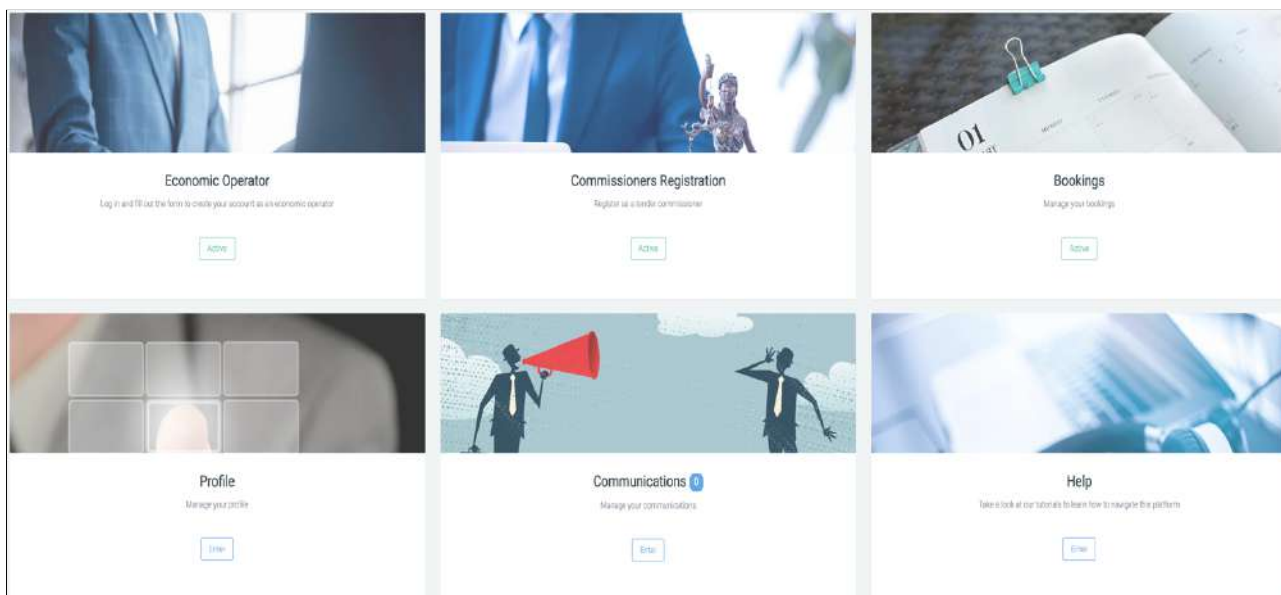 01
Economic Operator
Log in and fill out the form to create your account as an economic operator
Active
Commissioners Registration
Register as a tender commissioner
Active
Bookings
Manage your bookings
Active
Profile
Manage your profile
Enter
Communications 0
Manage your communications
Enter
Help
Take a look at our tutorials to learn how to navigate this platform
Enter